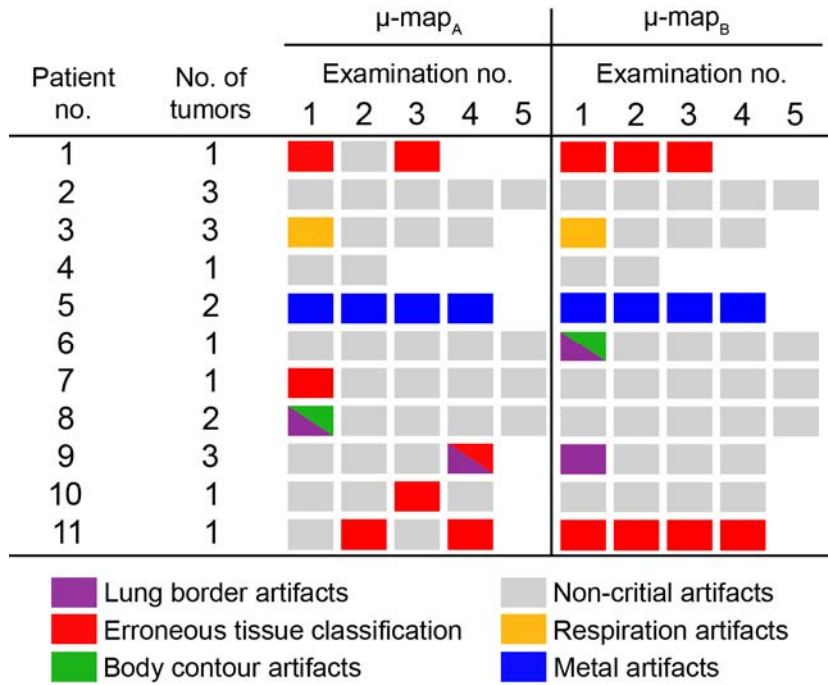 μ-mapA μ-mapB
Patient no. No. of tumors Examination no. Examination no.
1 2 3 4 5 1 2 3 4 5
1 1
2 3
3 3
4 1
5 2
6 1
7 1
8 2
9 3
10 1
11 1
Lung border artifacts Non-critial artifacts
Erroneous tissue classification Respiration artifacts
Body contour artifacts Metal artifacts